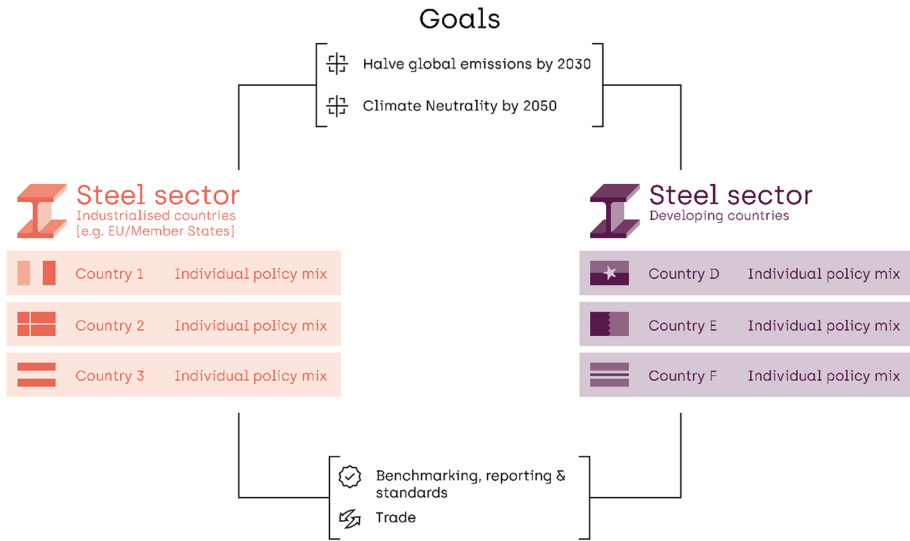 Goals
Halve global emissions by 2030
Climate Neutrality by 2050
Steel sector
Industrialised countries
[e.g. EU/Member States]
Country 1 Individual policy mix
Country 2 Individual policy mix
Country 3 Individual policy mix
Steel sector
Developing countries
Country D Individual policy mix
Country E Individual policy mix
Country F Individual policy mix
Benchmarking, reporting &
standards
Trade